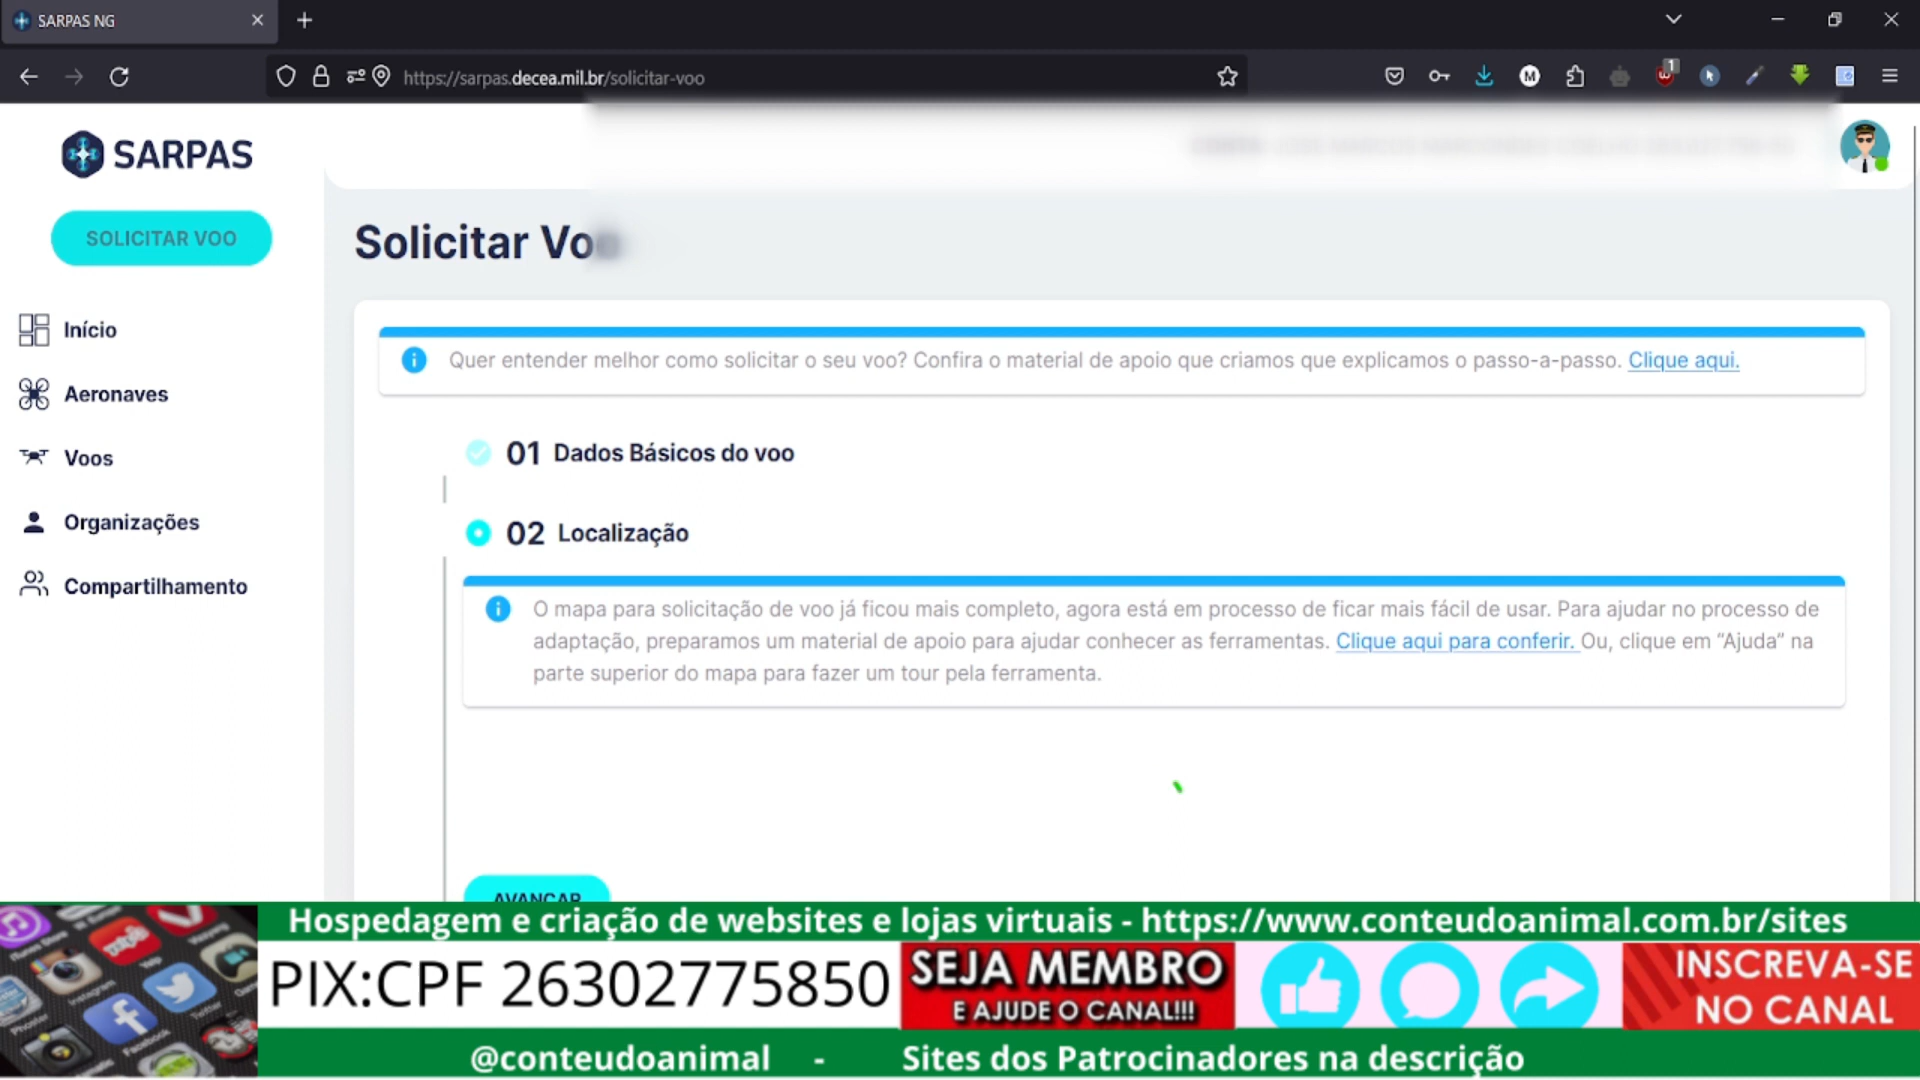 SARPAS NG
https://sarpas.decea.mil.br/solicitar-voo
M
1
SARPAS
SOLICITAR VOO
Início
Aeronaves
Voos
Organizações
Compartilhamento
Solicitar Voo
Quer entender melhor como solicitar o seu voo? Confira o material de apoio que criamos que explicamos o passo-a-passo. Clique aqui.
01 Dados Básicos do voo
02 Localização
O mapa para solicitação de voo já ficou mais completo, agora está em processo de ficar mais fácil de usar. Para ajudar no processo de
adaptação, preparamos um material de apoio para ajudar conhecer as ferramentas. Clique aqui para conferir. Ou, clique em “Ajuda” na
parte superior do mapa para fazer um tour pela ferramenta.
AVANÇAR
Hospedagem e criação de websites e lojas virtuais - https://www.conteudoanimal.com.br/sites
PIX:CPF 26302775850
SEJA MEMBRO
E AJUDE O CANAL!!!
INSCREVA-SE
NO CANAL
@conteudoanimal - Sites dos Patrocinadores na descrição